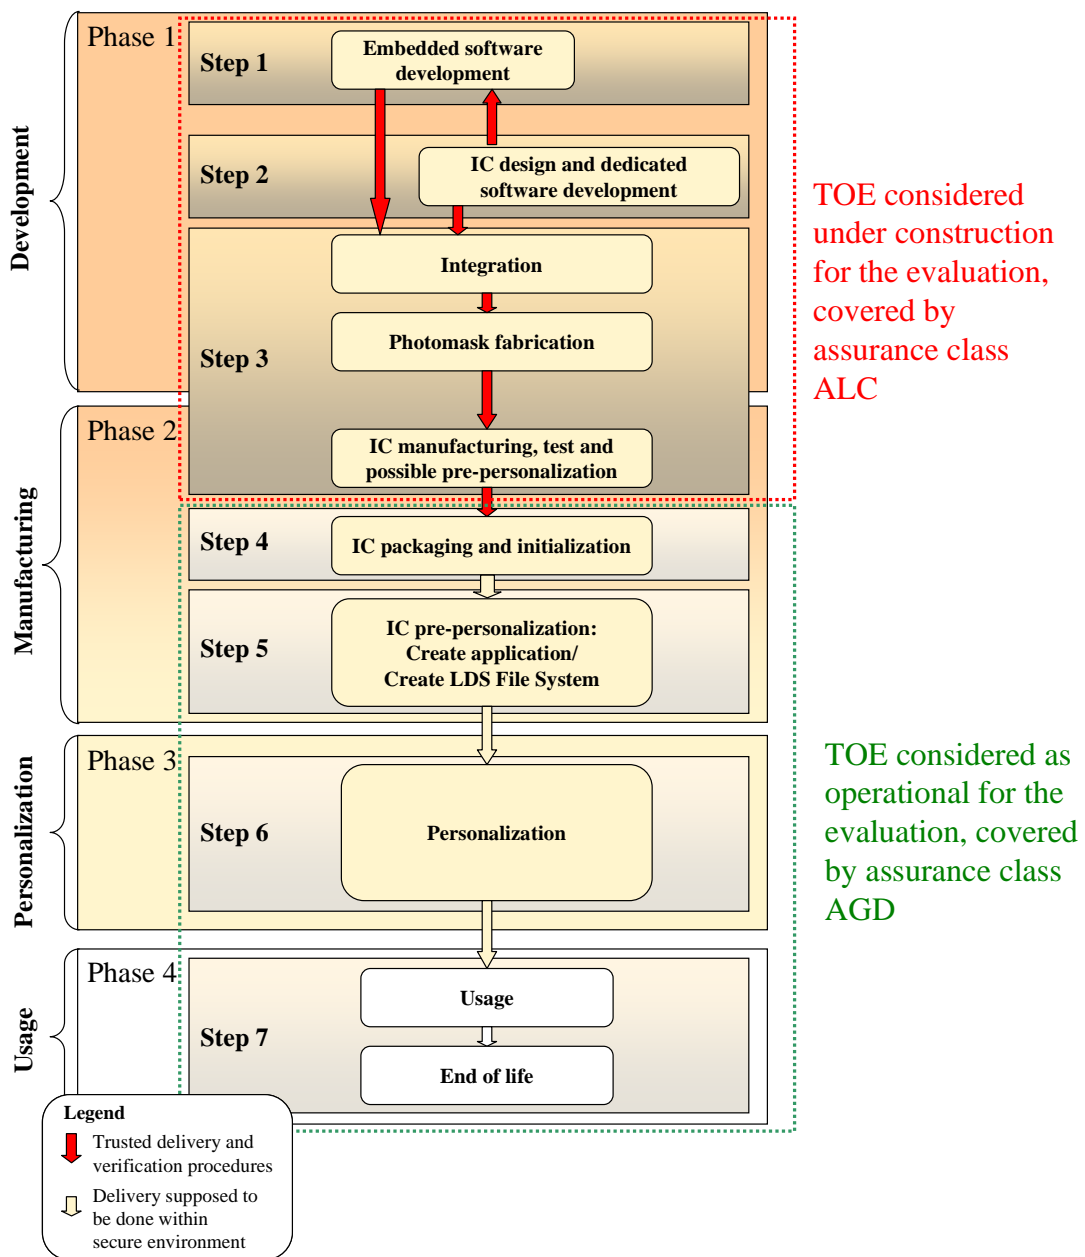 Phase 1
Development
Step 1
Embedded software
development
Step 2
IC design and dedicated
software development
Step 3
Integration
Photomask fabrication
TOE considered
under construction
for the evaluation,
covered by
assurance class
ALC
Phase 2
Manufacturing
IC manufacturing, test and
possible pre-personalization
Step 4
IC packaging and initialization
Step 5
IC pre-personalization:
Create application/
Create LDS File System
Phase 3
Personalization
Step 6
Personalization
TOE considered as
operational for the
evaluation, covered
by assurance class
AGD
Phase 4
Usage
Step 7
Usage
End of life
Legend
Trusted delivery and
verification procedures
Delivery supposed to
be done within
secure environment